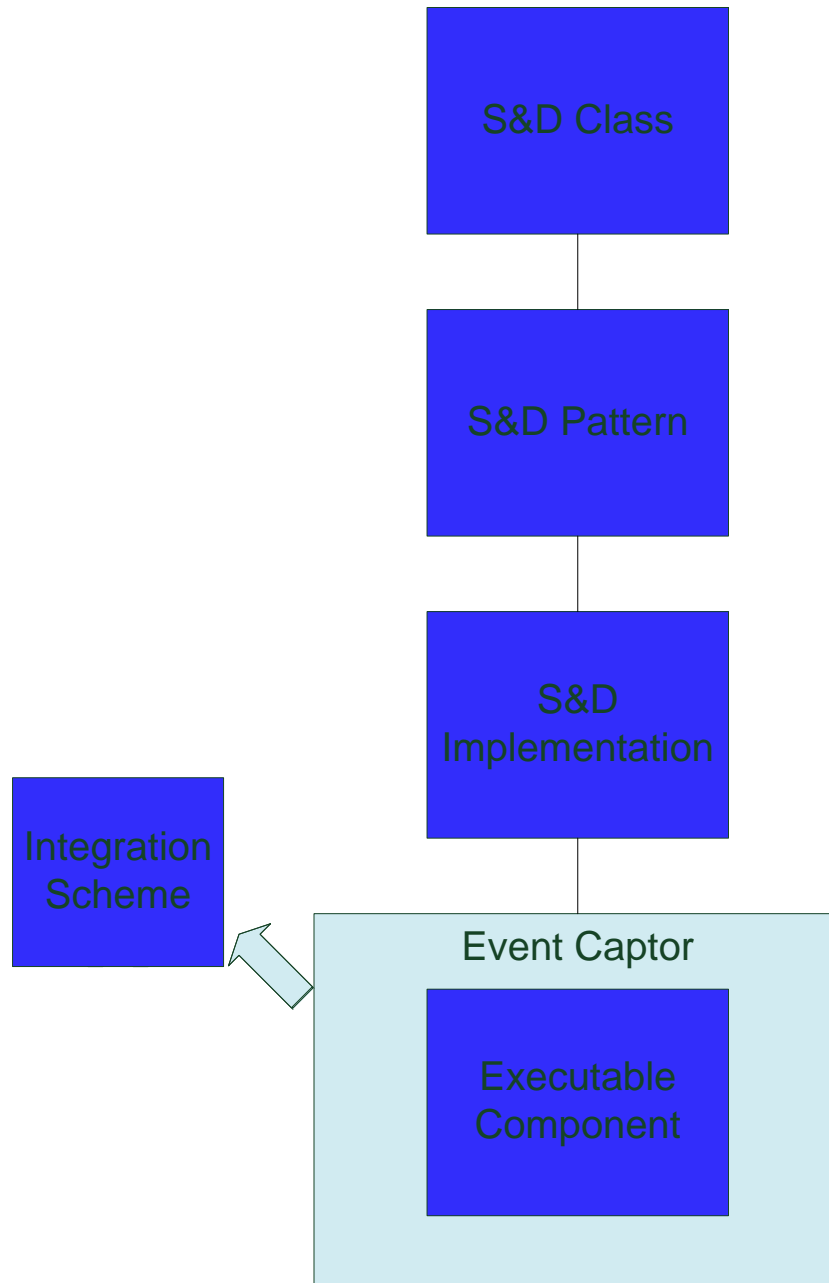 S&D Class
S&D Pattern
S&D
Implementation
Integration
Scheme
Event Captor
Executable
Component